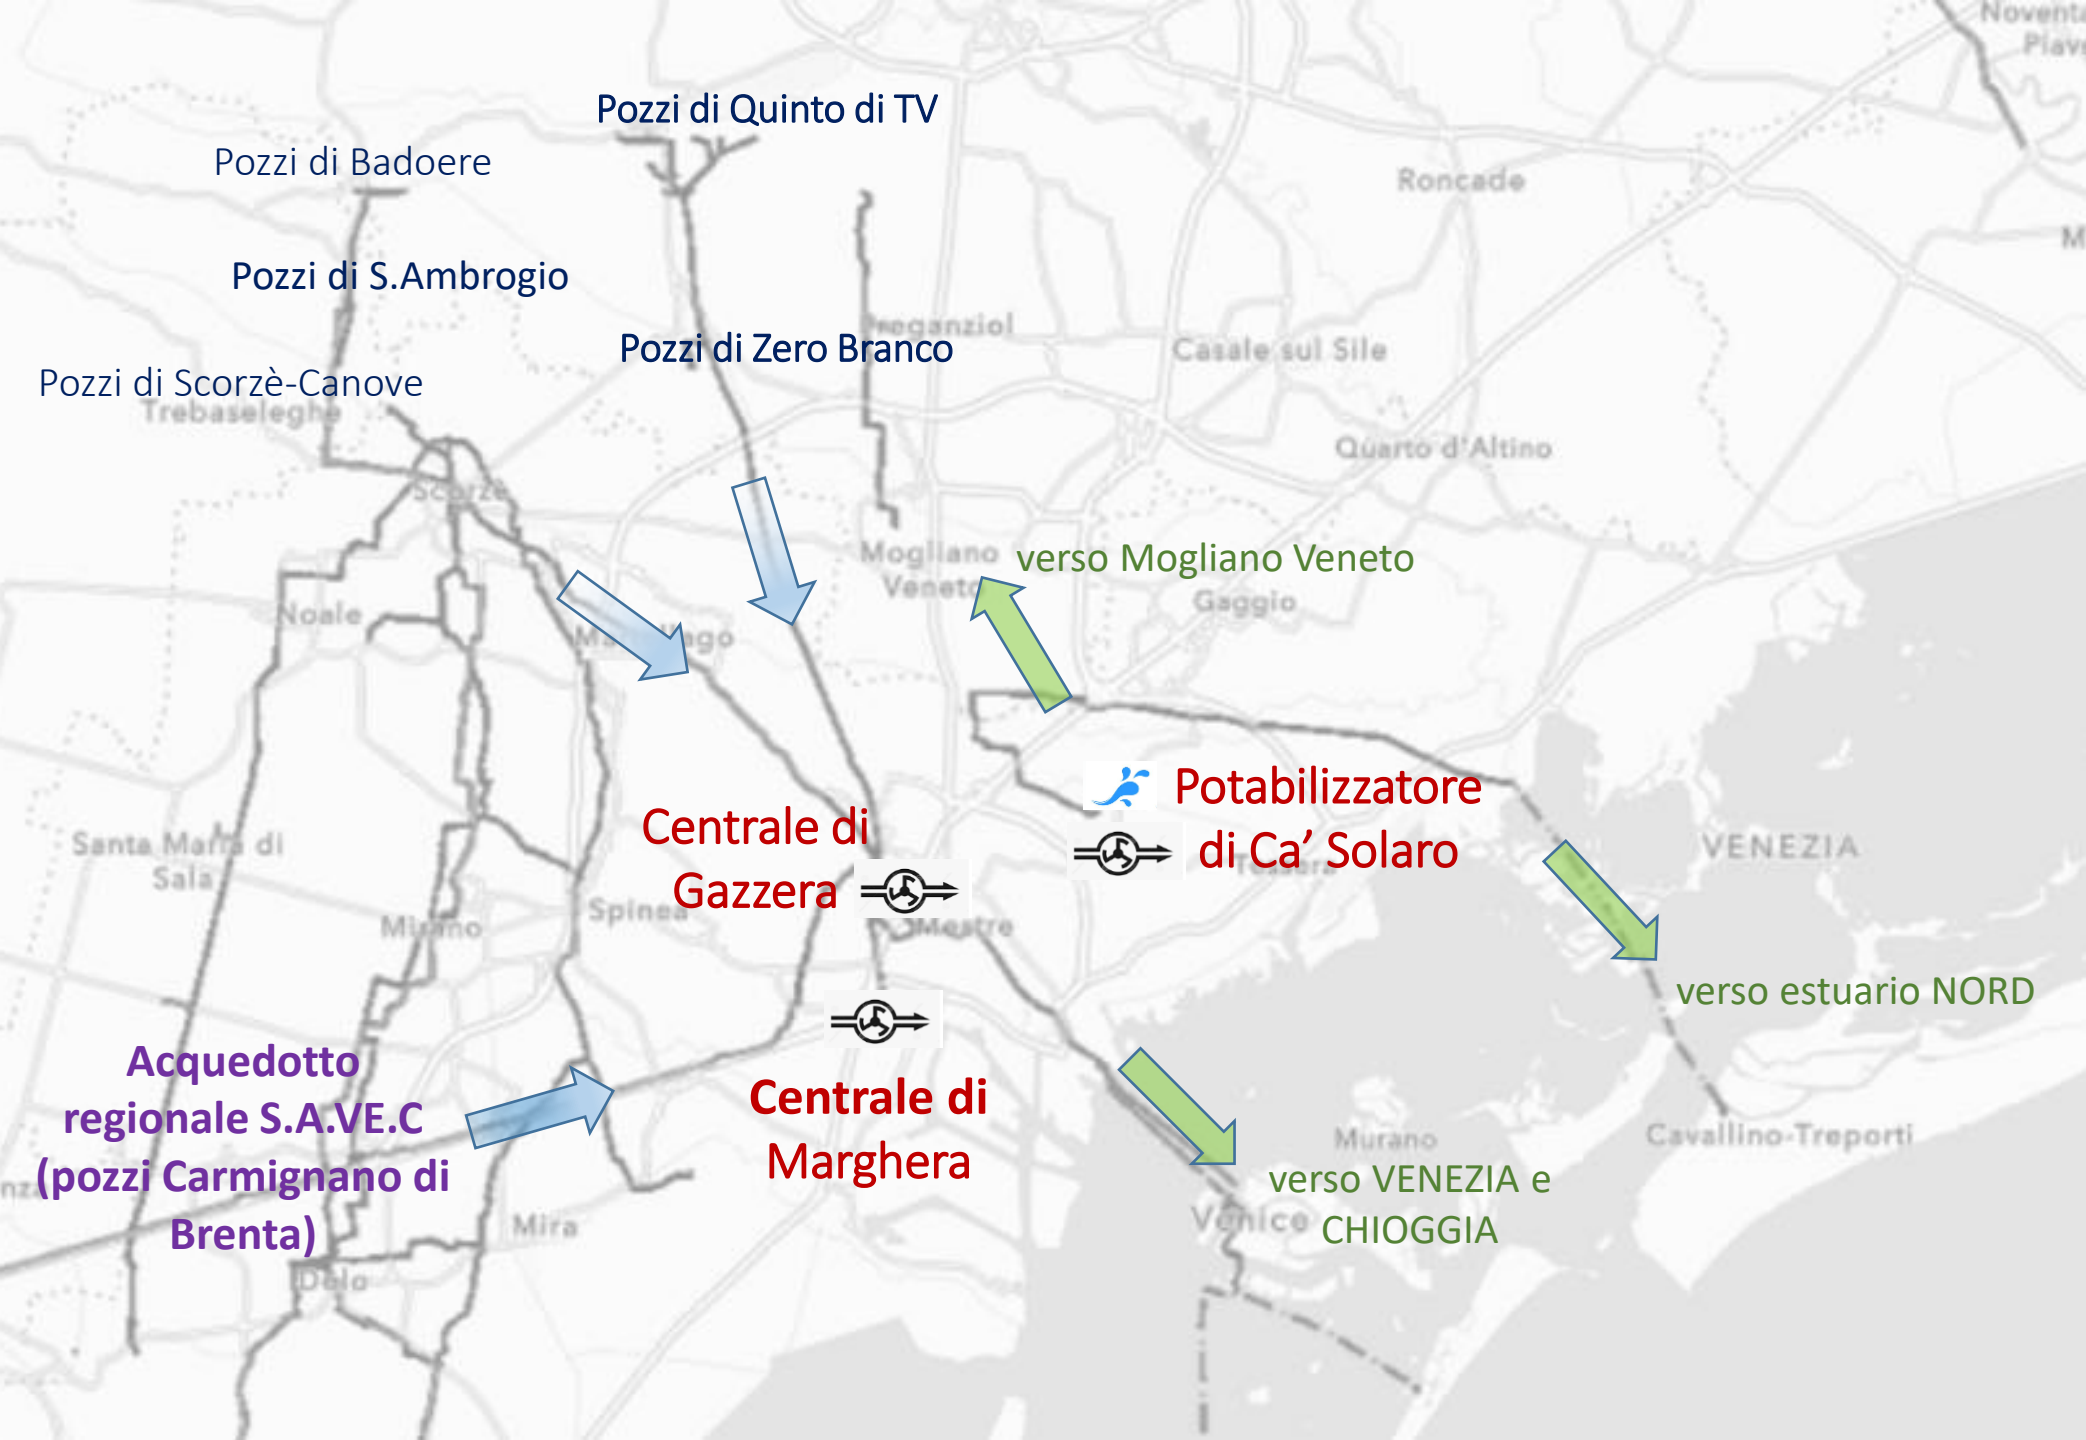 Noventa
Piave
Pozzi di Quinto di TV
Pozzi di Badoere
Roncade
Pozzi di S.Ambrogio
Pozzi di Zero Branco
Casale sul Sile
Pozzi di Scorzè-Canove
Trebaseleghe
Quarto d'Altino
Scorzè
Mogliano
Veneto
verso Mogliano Veneto
Gaggio
Noale
Potabilizzatore
di Ca' Solaro
Centrale di
Gazzera
Santa Maria di
Sala
VENEZIA
Spinea
Mirano
Mestre
verso estuario NORD
Acquedotto
regionale S.A.VE.C
(pozzi Carmignano di
Brenta)
Centrale di
Marghera
Murano
Cavallino-Treporti
verso VENEZIA e
CHIOGGIA
Venice
Mira
Dolo